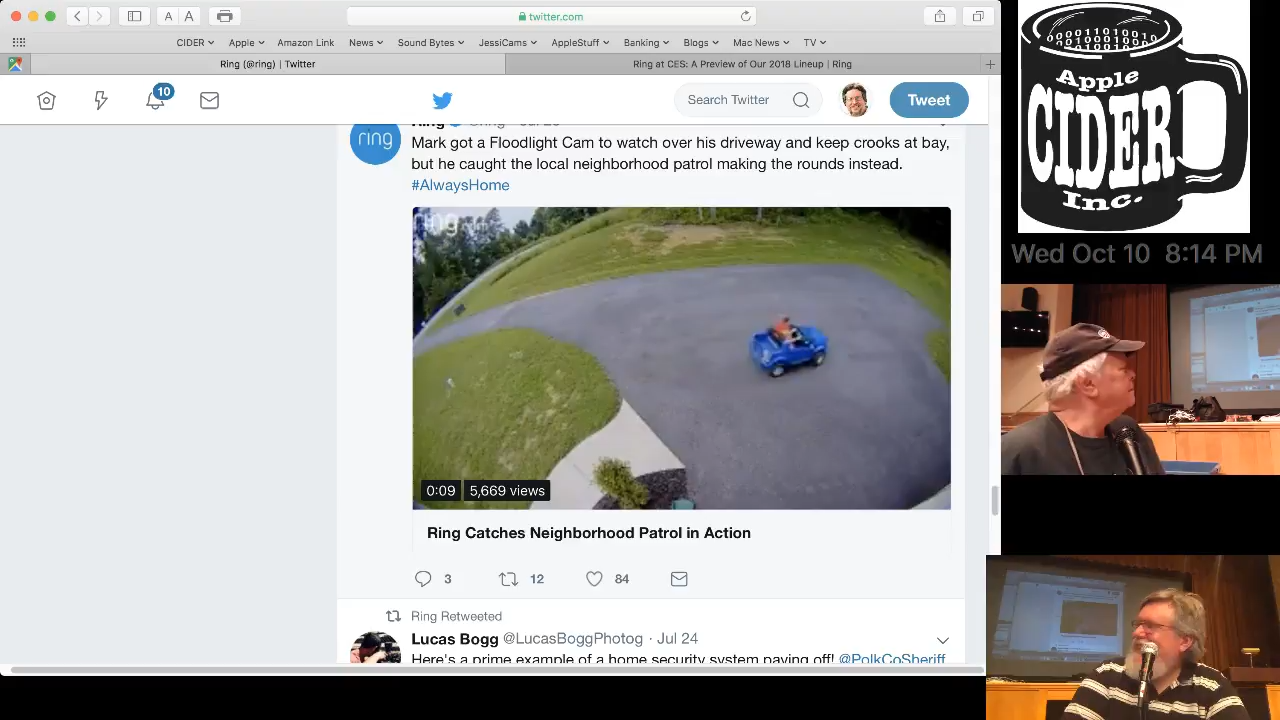 twitter.com
A A
CIDER Apple Amazon Link News Sound Bytes JessiCams AppleStuff Banking Blogs Mac News TV
Ring (@ring) | Twitter
Ring at CES: A Preview of Our 2018 Lineup | Ring
10
Search Twitter
Tweet
ring
Mark got a Floodlight Cam to watch over his driveway and keep crooks at bay,
but he caught the local neighborhood patrol making the rounds instead.
#AlwaysHome
0:09 5,669 views
Ring Catches Neighborhood Patrol in Action
3 12 84
Ring Retweeted
Lucas Bogg @LucasBoggPhotog · Jul 24
Here's a prime example of a home security system paying off! @PolkCoSheriff
Apple
CIDER
Inc.
Wed Oct 10 8:14 PM